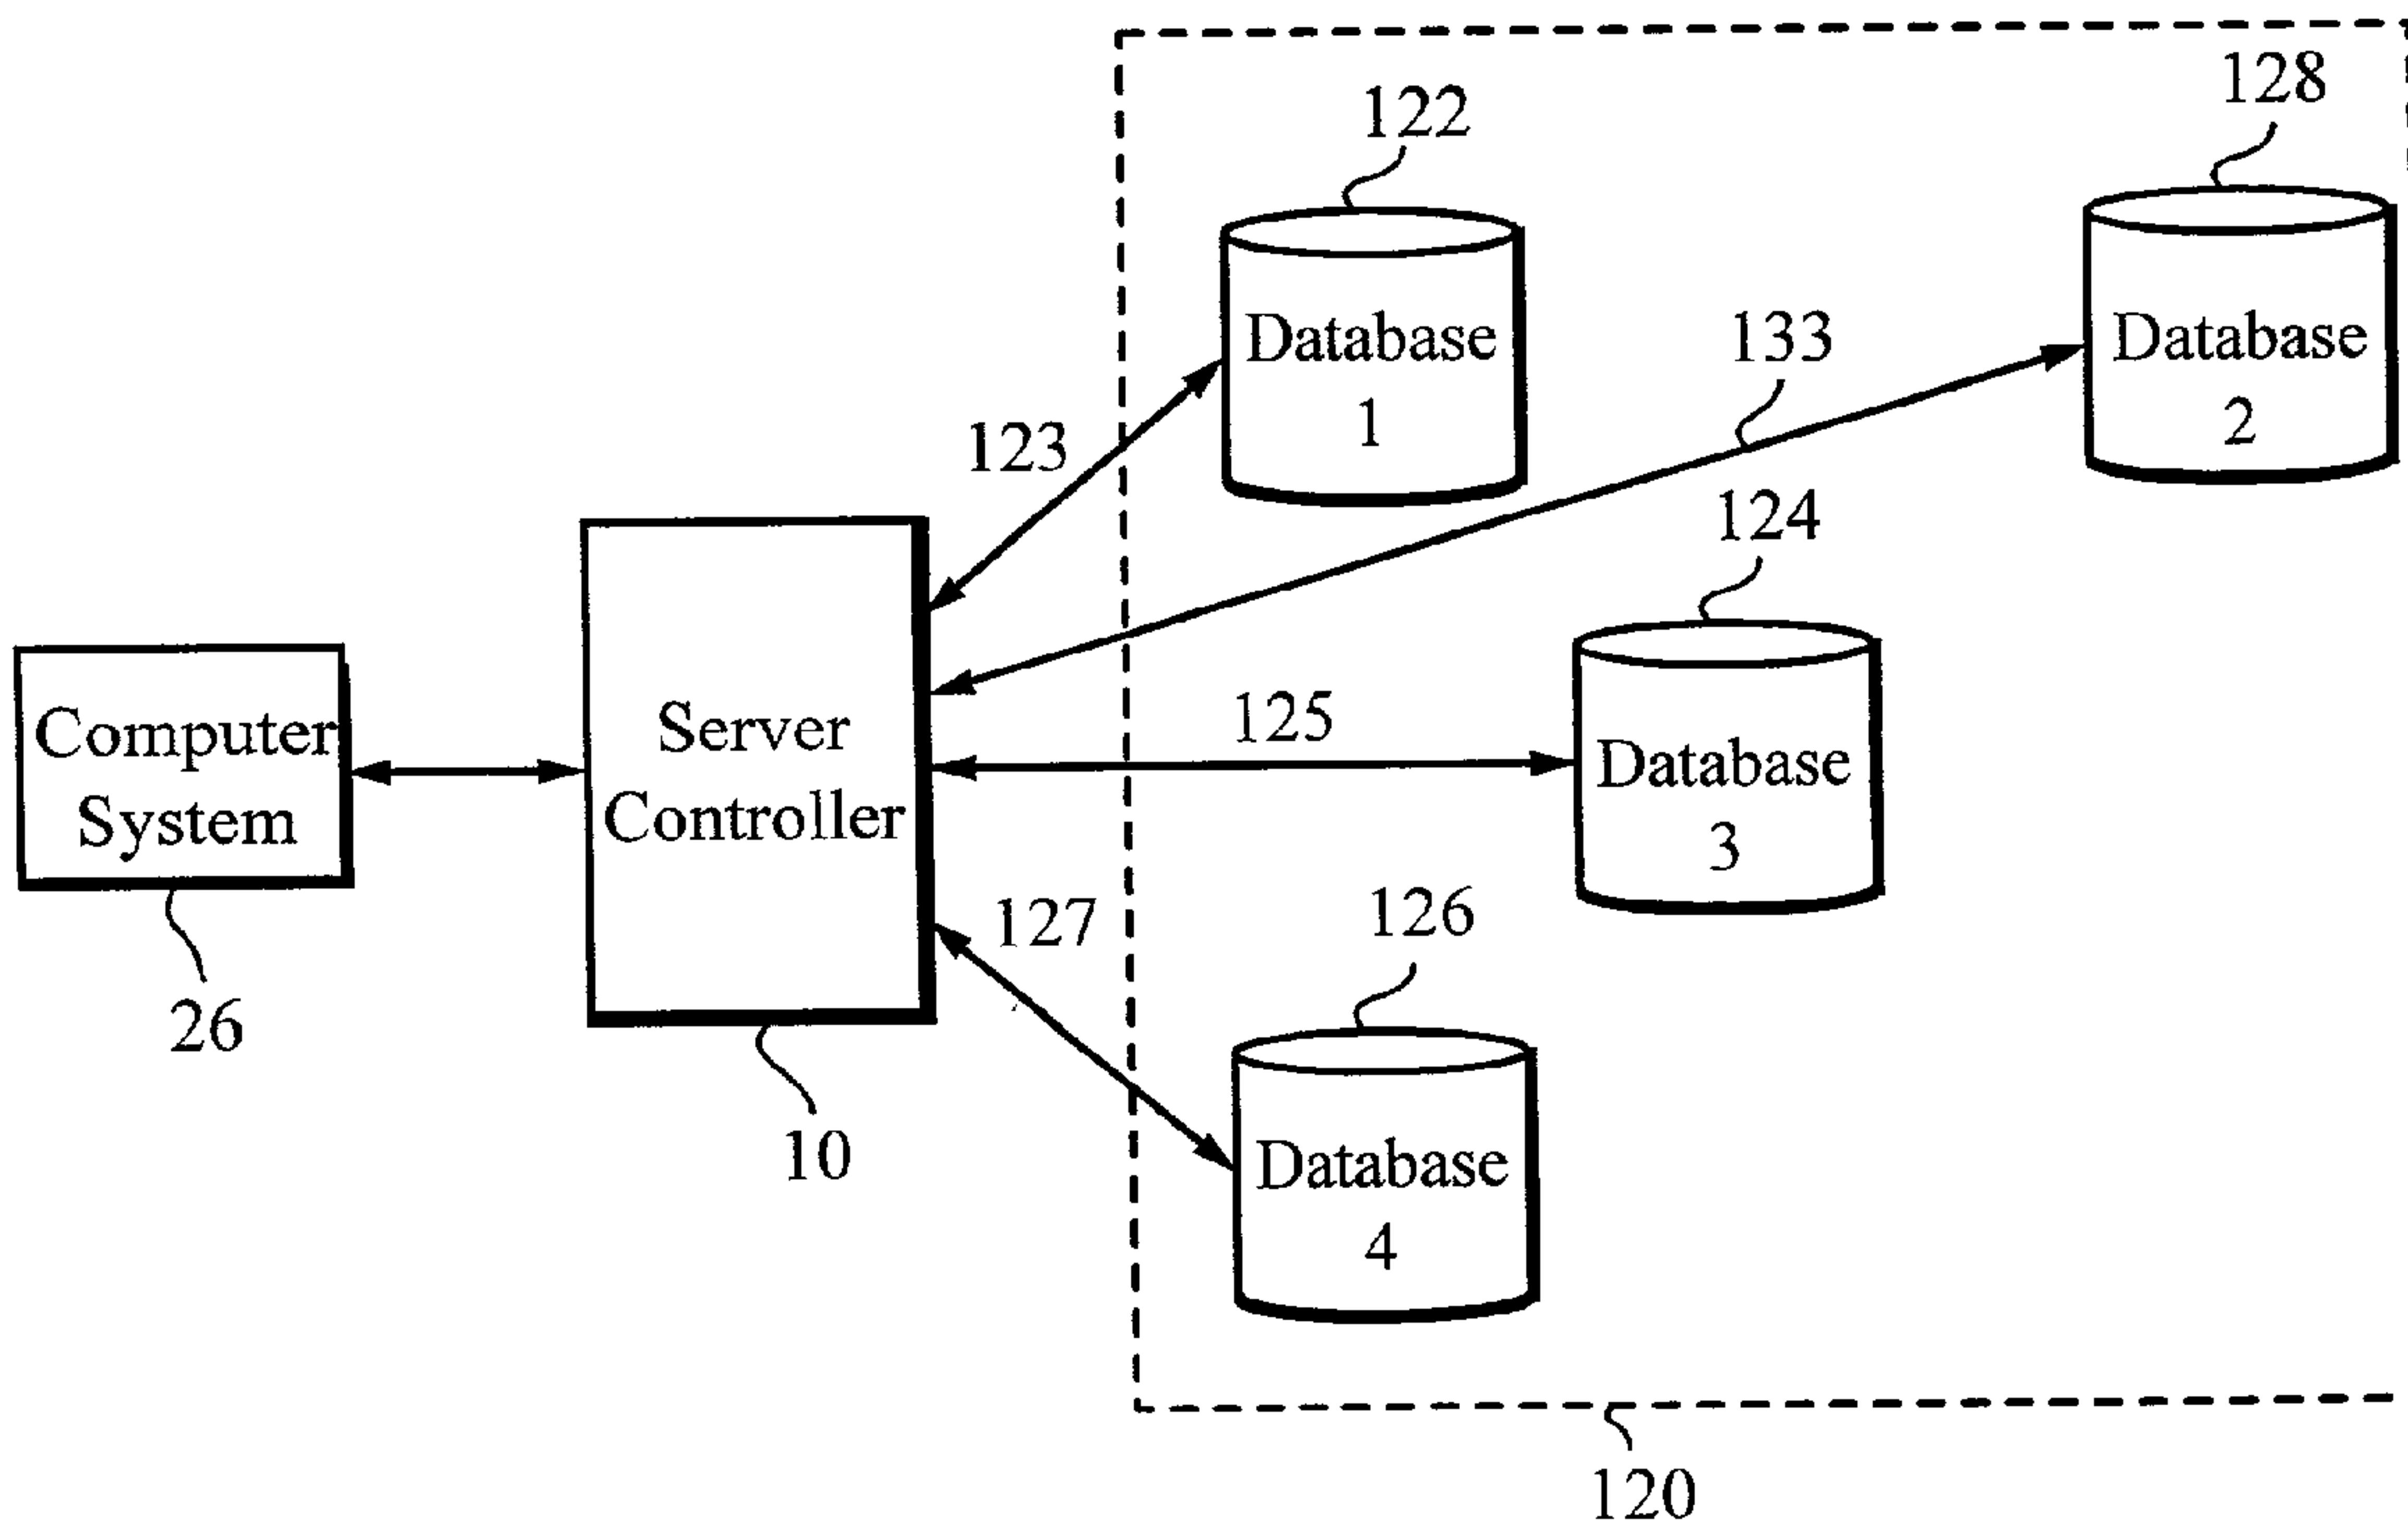 128
122
Database
1
133
Database
2
123
124
Computer
System
Server
Controller
125
Database
3
127
126
26
10
Database
4
120